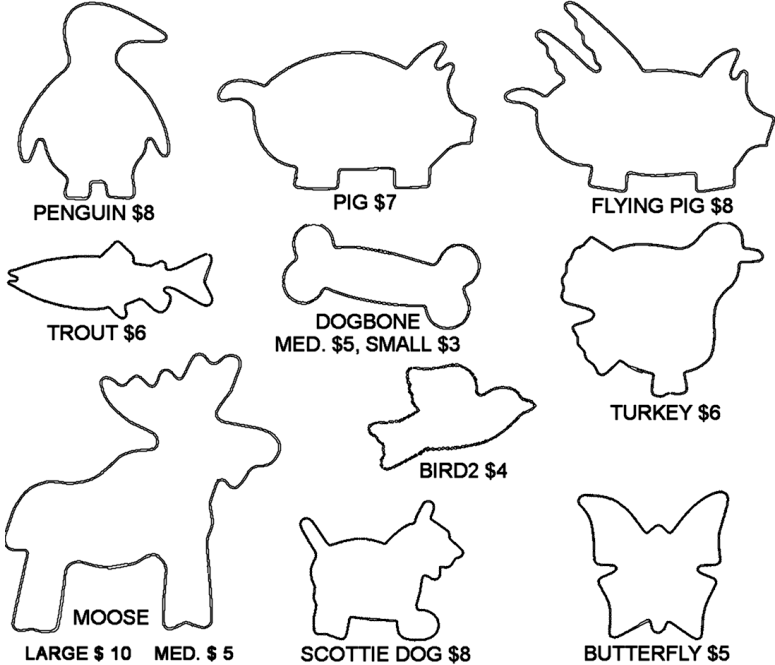 PENGUIN $8
PIG $7
FLYING PIG $8
TROUT $6
DOGBONE
MED. $5, SMALL $3
TURKEY $6
BIRD2 $4
MOOSE
LARGE $ 10 MED. $ 5
SCOTTIE DOG $8
BUTTERFLY $5